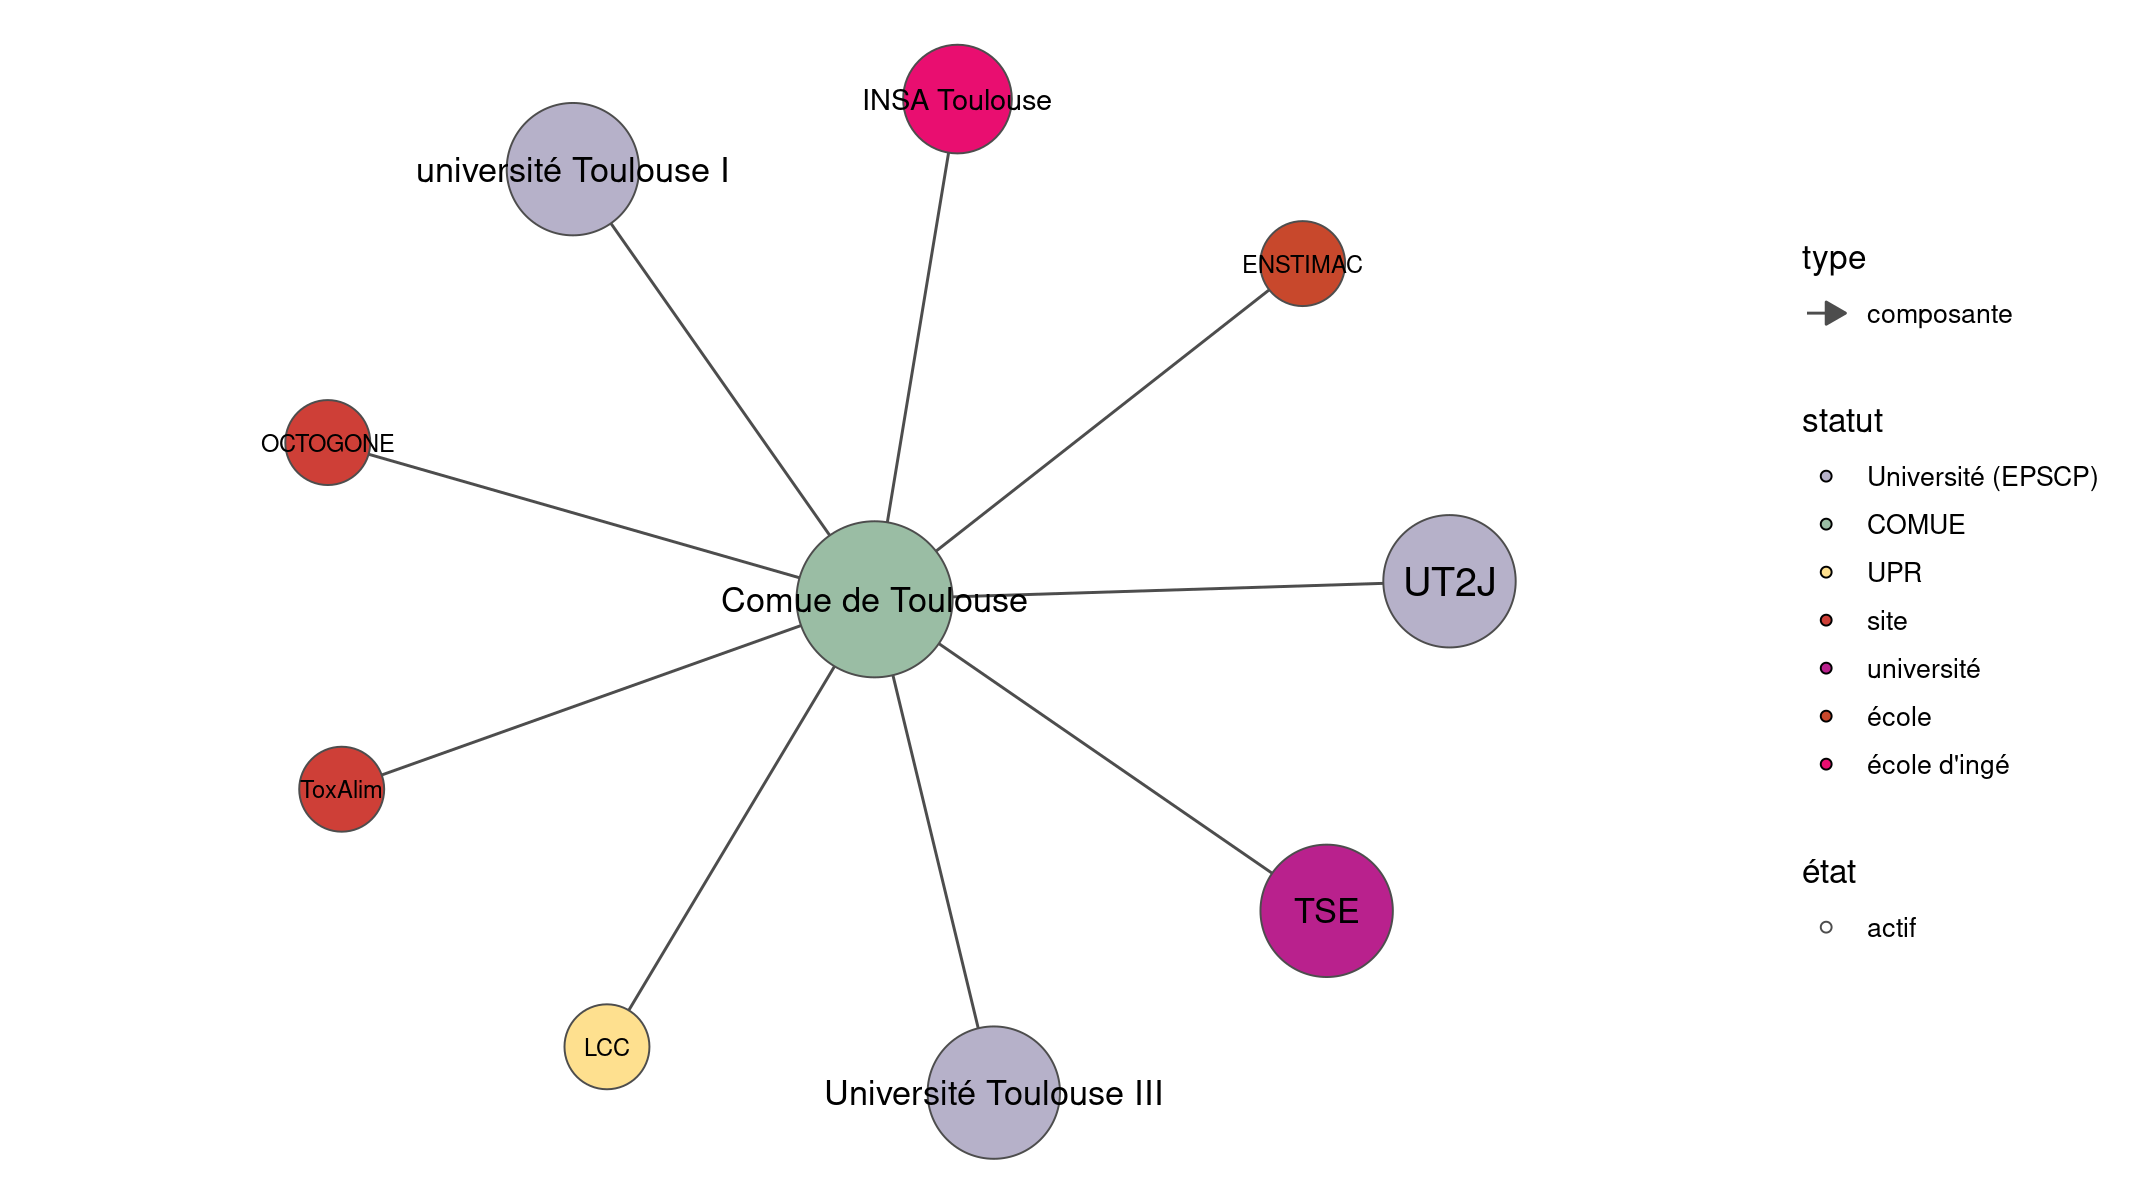 INSA Toulouse
université Toulouse I
ENSTIMAC
OCTOGONE
UT2J
Comue de Toulouse
ToxAlim
TSE
LCC
Université Toulouse III
type
composante
statut
Université (EPSCP)
COMUE
UPR
site
université
école
école d'ingé
état
actif